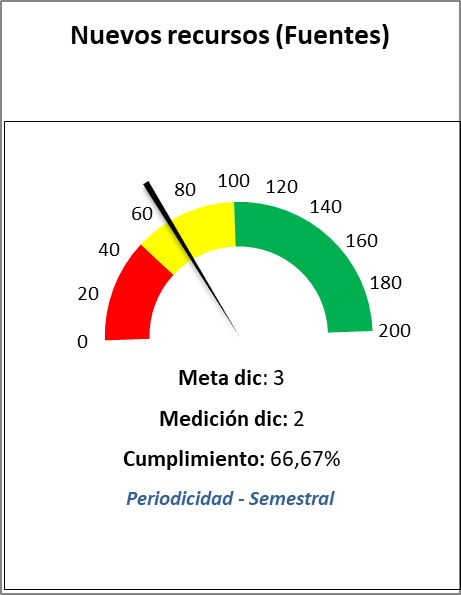 Nuevos recursos (Fuentes)
0
20
40
60
80
100
120
140
160
180
200
Meta dic: 3
Medición dic: 2
Cumplimiento: 66,67%
Periodicidad - Semestral